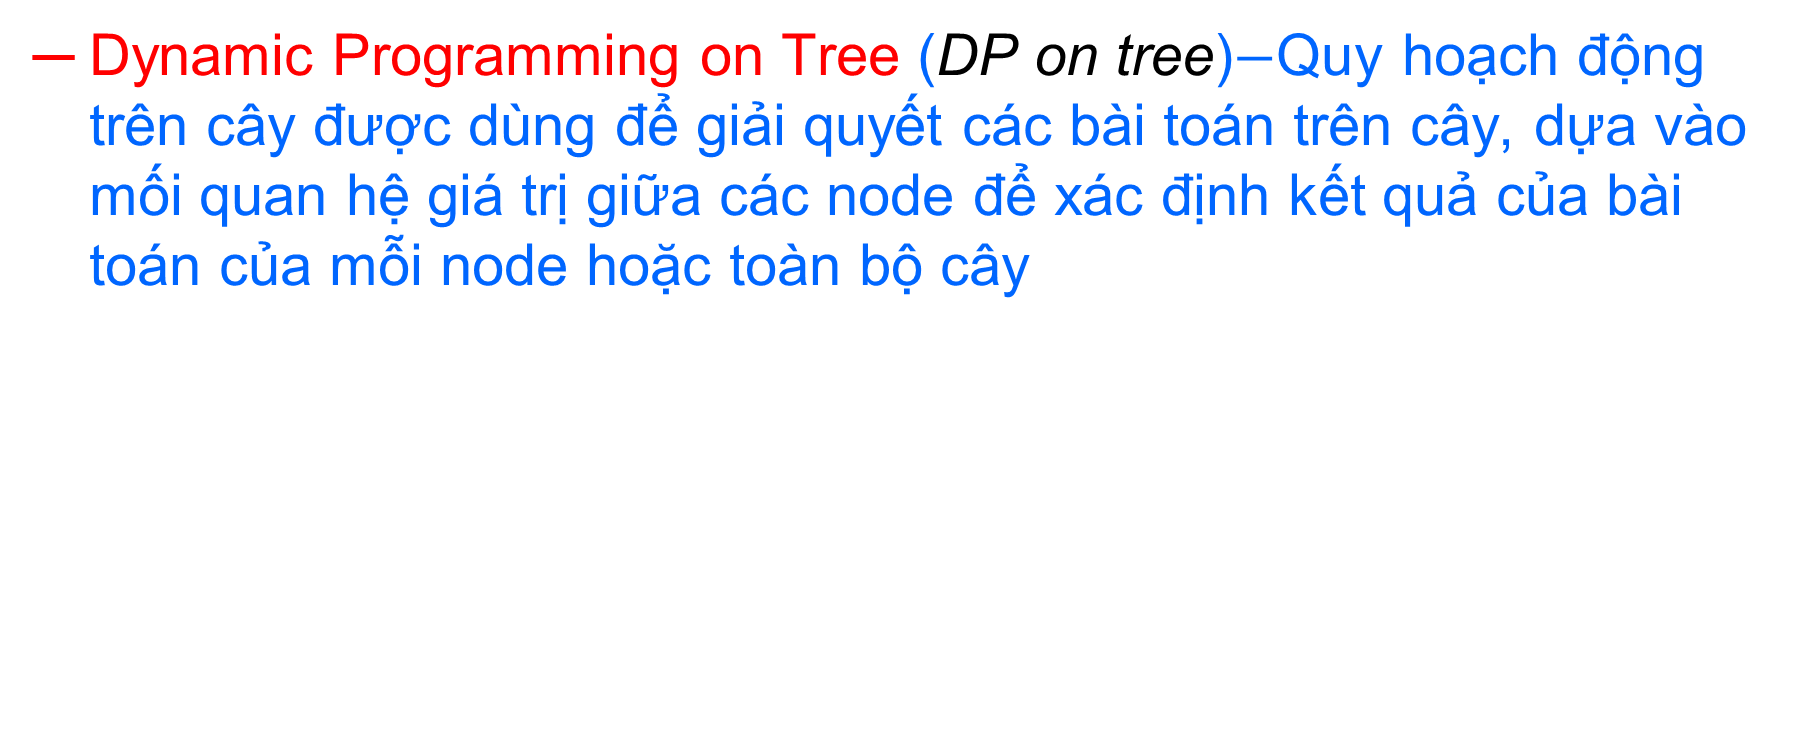 — Dynamic Programming on Tree (DP on tree)–Quy hoạch động
trên cây được dùng để giải quyết các bài toán trên cây, dựa vào
mối quan hệ giá trị giữa các node để xác định kết quả của bài
toán của mỗi node hoặc toàn bộ cây